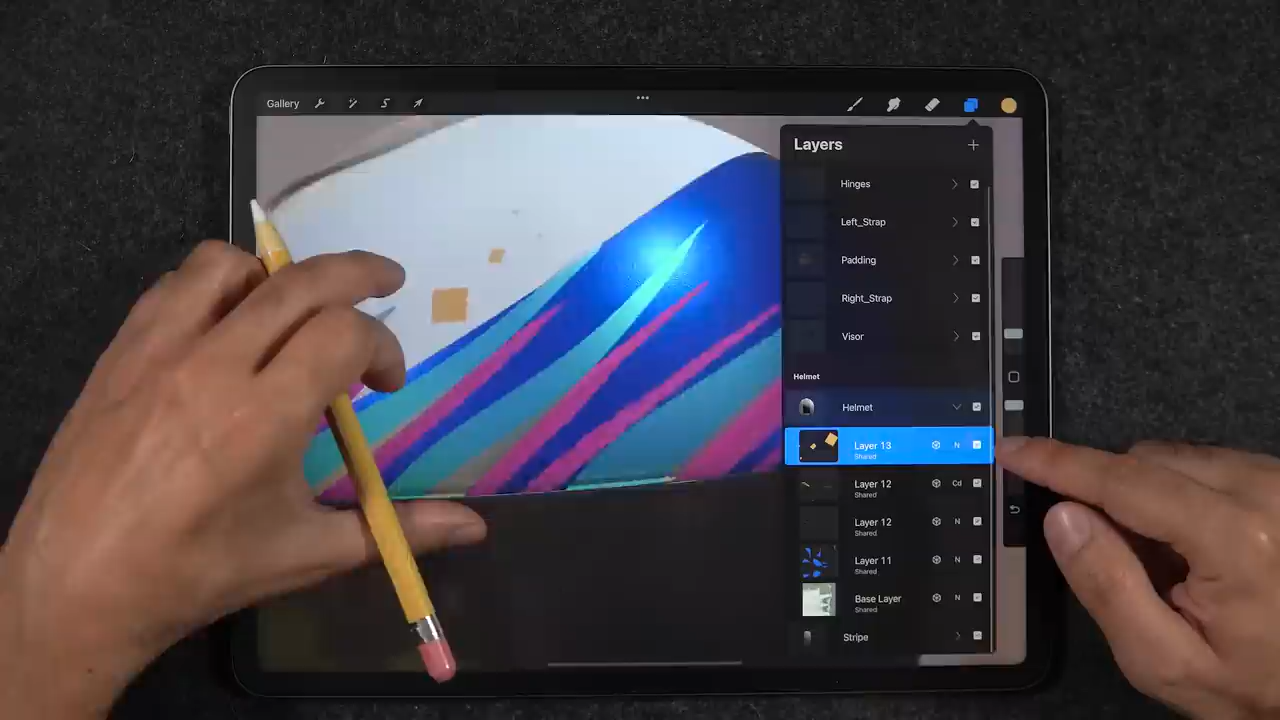 Gallery
Layers
Hinges
Left_Strap
Padding
Right_Strap
Visor
Helmet
Helmet
Layer 13
N
Shared
Layer 12
Cd
Shared
Layer 12
N
Shared
Layer 11
N
Shared
Base Layer
N
Shared
Stripe